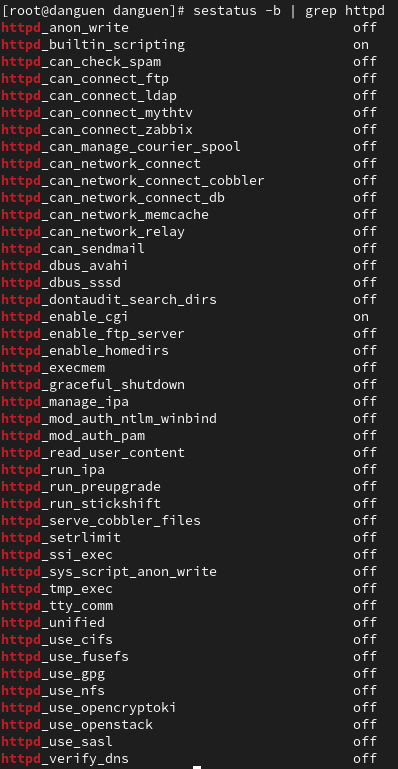 [root@danguen danguen]# sestatus -b | grep httpd
httpd_anon_write off
httpd_builtin_scripting on
httpd_can_check_spam off
httpd_can_connect_ftp off
httpd_can_connect_ldap off
httpd_can_connect_mythtv off
httpd_can_connect_zabbix off
httpd_can_manage_courier_spool off
httpd_can_network_connect off
httpd_can_network_connect_cobbler off
httpd_can_network_connect_db off
httpd_can_network_memcache off
httpd_can_network_relay off
httpd_can_sendmail off
httpd_dbus_avahi off
httpd_dbus_sssd off
httpd_dontaudit_search_dirs off
httpd_enable_cgi on
httpd_enable_ftp_server off
httpd_enable_homedirs off
httpd_execmem off
httpd_graceful_shutdown off
httpd_manage_ipa off
httpd_mod_auth_ntlm_winbind off
httpd_mod_auth_pam off
httpd_read_user_content off
httpd_run_ipa off
httpd_run_preupgrade off
httpd_run_stickshift off
httpd_serve_cobbler_files off
httpd_setrlimit off
httpd_ssi_exec off
httpd_sys_script_anon_write off
httpd_tmp_exec off
httpd_tty_comm off
httpd_unified off
httpd_use_cifs off
httpd_use_fusefs off
httpd_use_gpg off
httpd_use_nfs off
httpd_use_opencryptoki off
httpd_use_openstack off
httpd_use_sasl off
httpd_verify_dns off